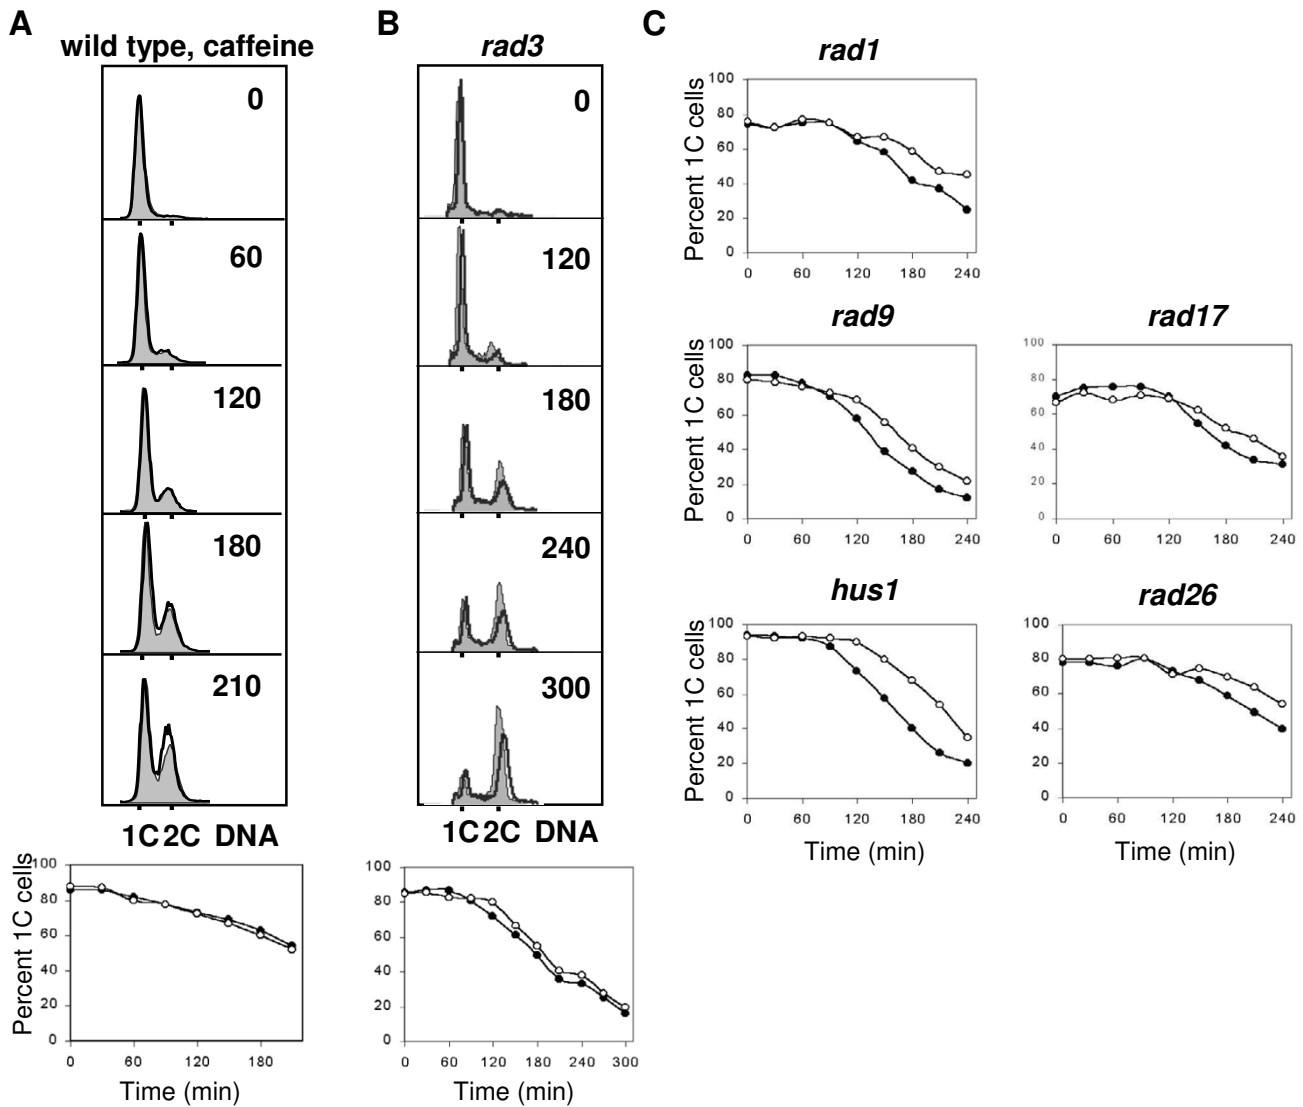 A
wild type, caffeine
0
60
120
180
210
1C 2C DNA
Percent 1C cells
100
80
60
40
20
0
0 60 120 180
Time (min)
B
rad3
0
120
180
240
300
1C 2C DNA
100
80
60
40
20
0
0 60 120 180 240 300
Time (min)
C
rad1
Percent 1C cells
100
80
60
40
20
0
0 60 120 180 240
rad9
Percent 1C cells
100
80
60
40
20
0
0 60 120 180 240
rad17
100
80
60
40
20
0
0 60 120 180 240
hus1
Percent 1C cells
100
80
60
40
20
0
0 60 120 180 240
Time (min)
rad26
100
80
60
40
20
0
0 60 120 180 240
Time (min)